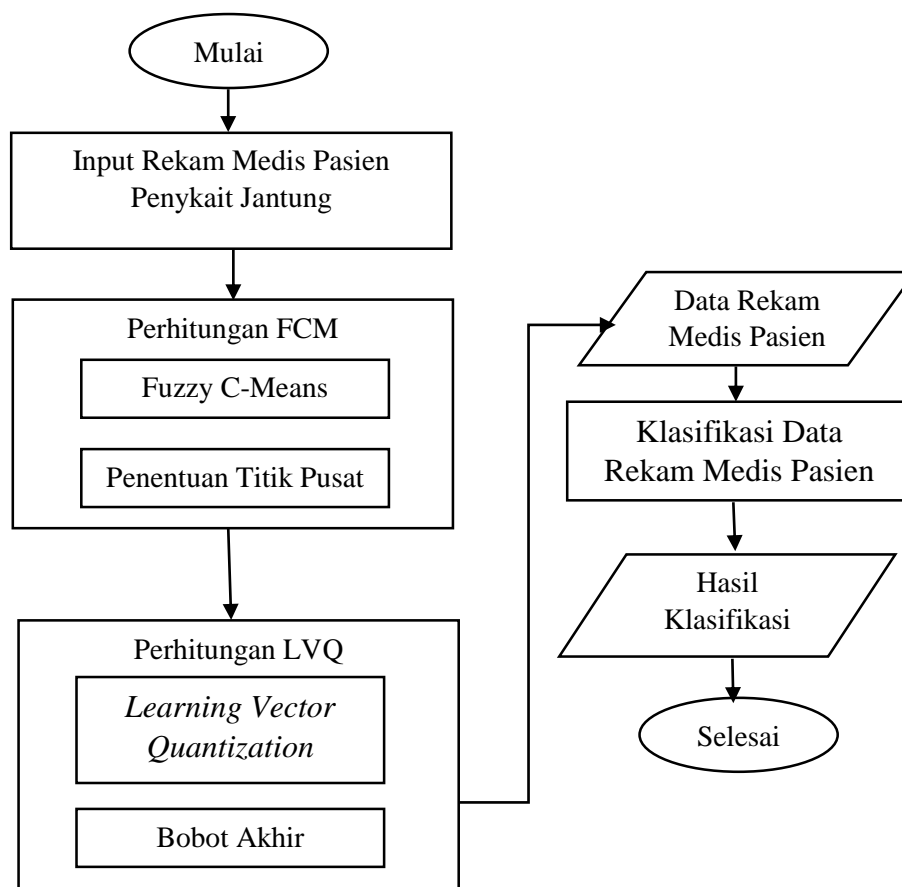 Mulai
Input Rekam Medis Pasien
Penykait Jantung
Perhitungan FCM
Fuzzy C-Means
Penentuan Titik Pusat
Perhitungan LVQ
Learning Vector
Quantization
Bobot Akhir
Data Rekam
Medis Pasien
Klasifikasi Data
Rekam Medis Pasien
Hasil
Klasifikasi
Selesai